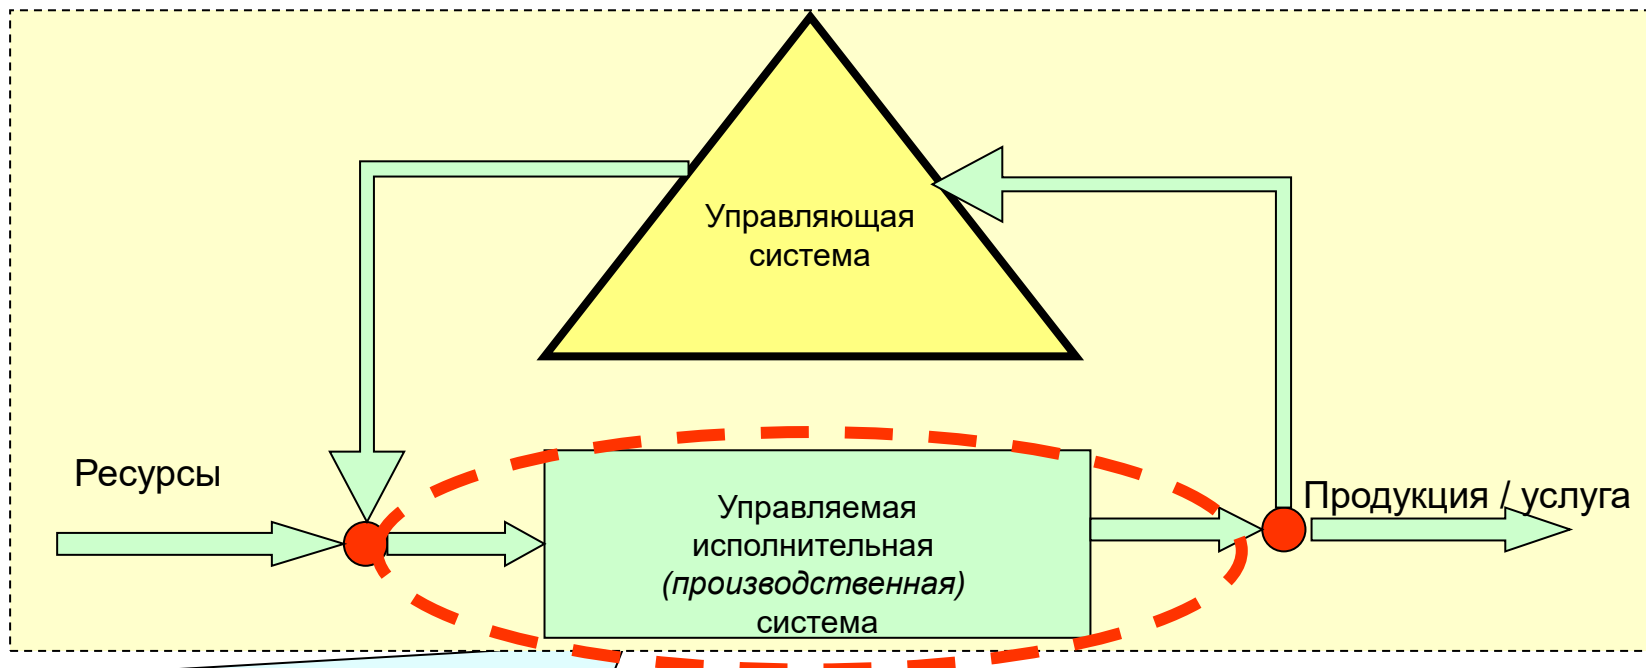 Управляющая
система
Ресурсы
Продукция / услуга
Управляемая
исполнительная
(производственная)
система